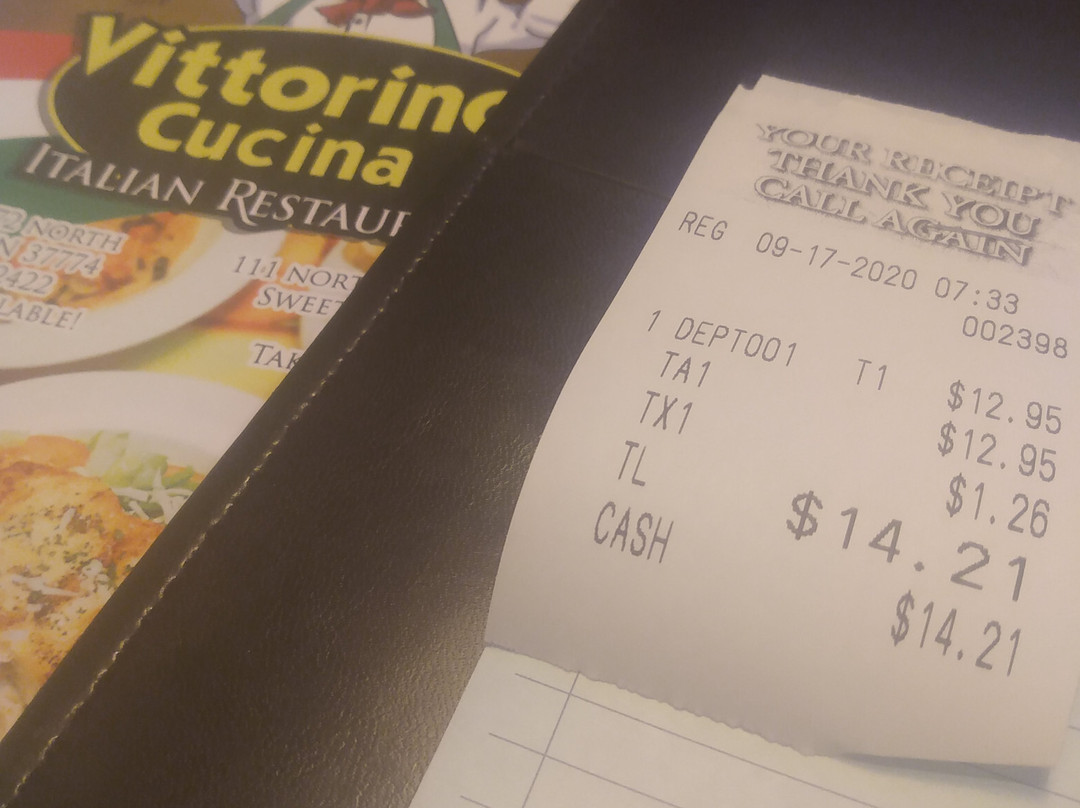 Vittorino
Cucina
ITALIAN RESTAUR
NORTH
N 37774
9422
LABLE!
111 NORT
SWEET
TAK
YOUR RECEIPT
THANK YOU
CALL AGAIN
REG 09-17-2020 07:33
002398
1 DEPT001 T1 $12.95
TA1 $12.95
TX1 $1.26
TL $14.21
CASH $14.21